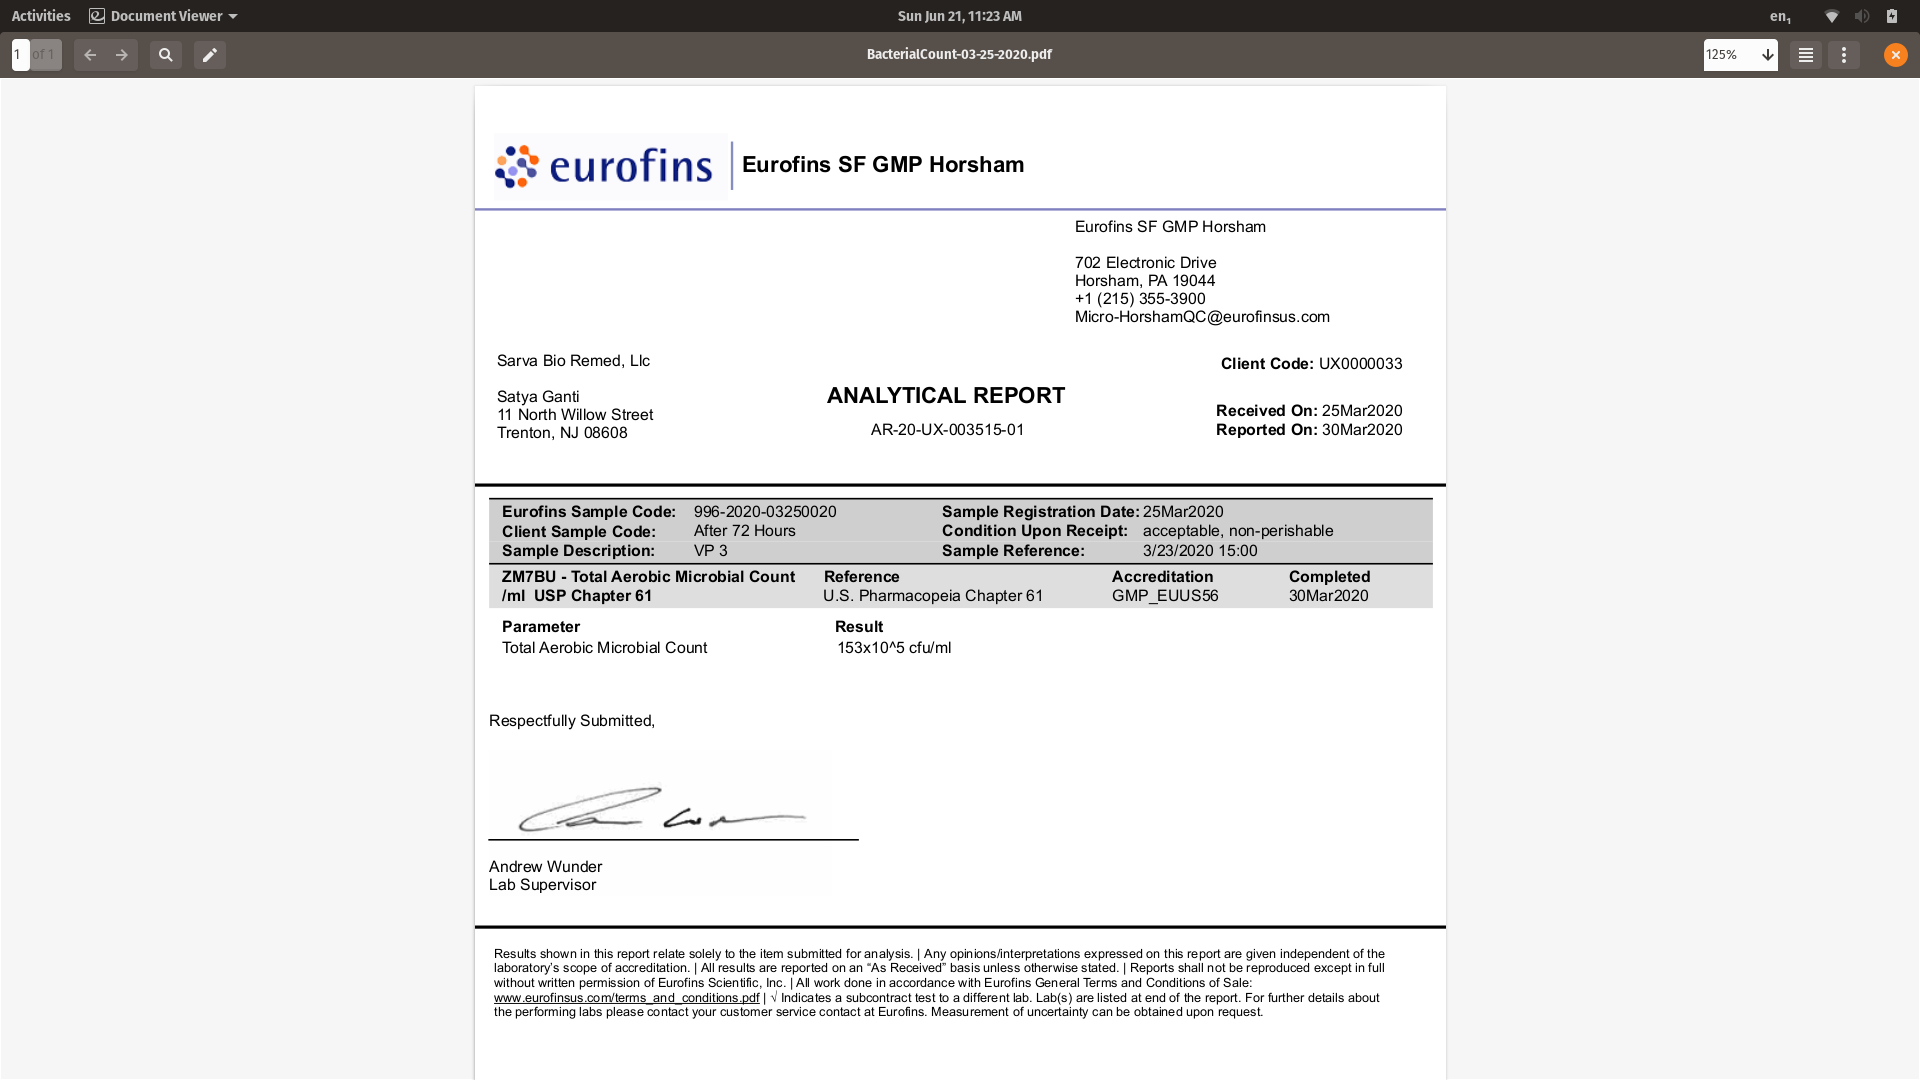 Activities
Document Viewer
Sun Jun 21, 11:23 AM
en1
1
of 1
BacterialCount-03-25-2020.pdf
125%
eurofins
Eurofins SF GMP Horsham
Eurofins SF GMP Horsham
702 Electronic Drive
Horsham, PA 19044
+1 (215) 355-3900
Micro-HorshamQC@eurofinsus.com
Sarva Bio Remed, Llc
Satya Ganti
11 North Willow Street
Trenton, NJ 08608
ANALYTICAL REPORT
AR-20-UX-003515-01
Client Code: UX0000033
Received On: 25Mar2020
Reported On: 30Mar2020
Eurofins Sample Code: 996-2020-03250020 Sample Registration Date: 25Mar2020
Client Sample Code: After 72 Hours Condition Upon Receipt: acceptable, non-perishable
Sample Description: VP 3 Sample Reference: 3/23/2020 15:00
ZM7BU - Total Aerobic Microbial Count Reference Accreditation Completed
/ml USP Chapter 61 U.S. Pharmacopeia Chapter 61 GMP_EUUS56 30Mar2020
Parameter Result
Total Aerobic Microbial Count 153x10^5 cfu/ml
Respectfully Submitted,
Andrew Wunder
Lab Supervisor
Results shown in this report relate solely to the item submitted for analysis. | Any opinions/interpretations expressed on this report are given independent of the
laboratory's scope of accreditation. | All results are reported on an “As Received” basis unless otherwise stated. | Reports shall not be reproduced except in full
without written permission of Eurofins Scientific, Inc. | All work done in accordance with Eurofins General Terms and Conditions of Sale:
www.eurofinsus.com/terms_and_conditions.pdf | √ Indicates a subcontract test to a different lab. Lab(s) are listed at end of the report. For further details about
the performing labs please contact your customer service contact at Eurofins. Measurement of uncertainty can be obtained upon request.